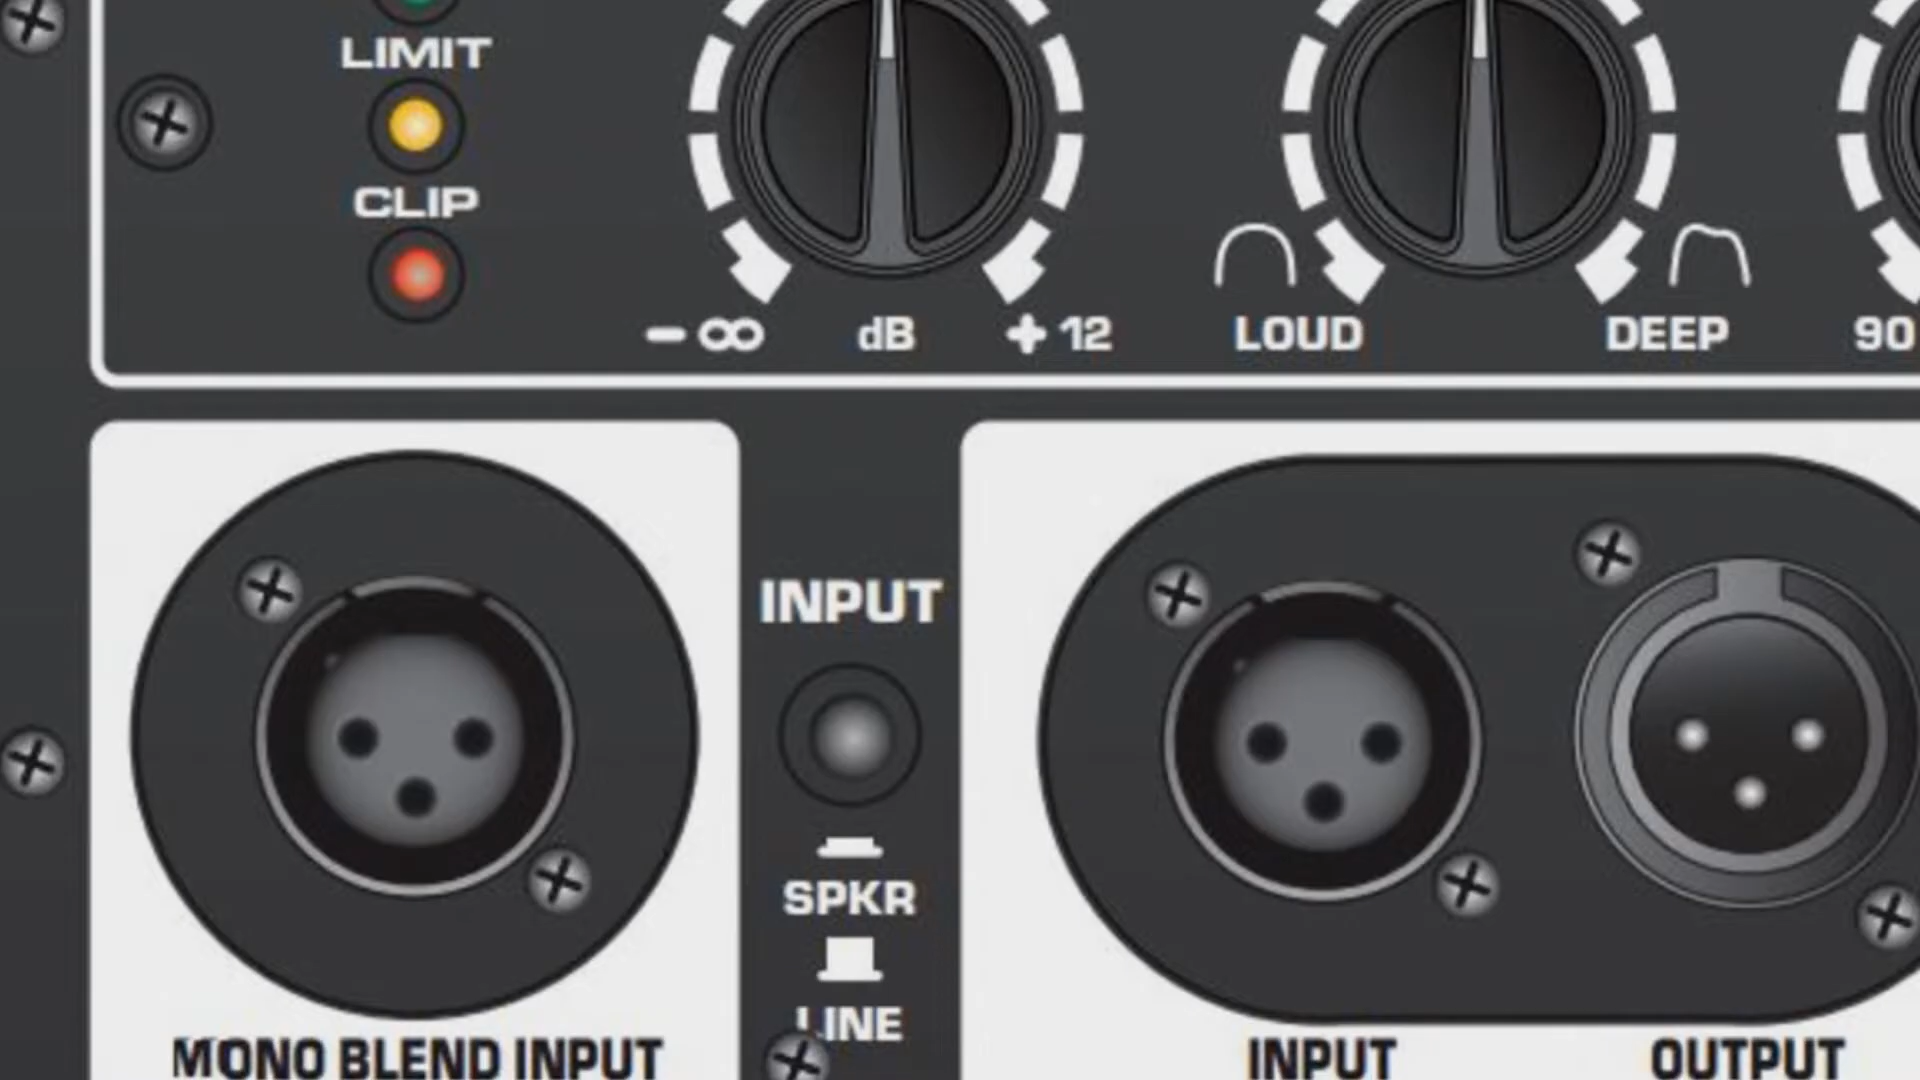 LIMIT
CLIP
- ∞ dB + 12
LOUD DEEP
90
INPUT
SPKR
LINE
MONO BLEND INPUT
INPUT OUTPUT